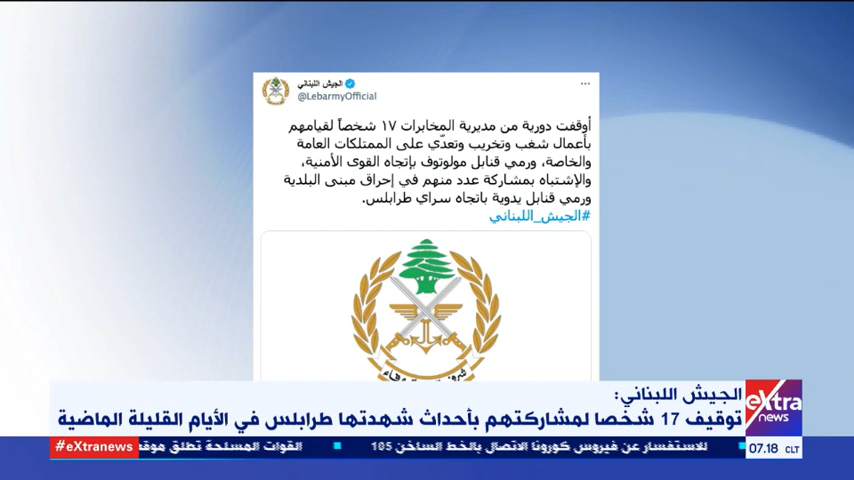 الجيش اللبناني
@LebarmyOfficial
أوقفت دورية من مديرية المخابرات ١٧ شخصاً لقيامهم
بأعمال شغب وتخريب وتعدّي على الممتلكات العامة
والخاصة، ورمي قنابل مولوتوف بإتجاه القوى الأمنية،
والإشتباه بمشاركة عدد منهم في إحراق مبنى البلدية
ورمي قنابل يدوية باتجاه سراي طرابلس.
#الجيش_اللبناني
الجيش اللبناني:
توقيف 17 شخصا لمشاركتهم بأحداث شهدتها طرابلس في الأيام القليلة الماضية
eXtra
news
07.18 CLT
#eXtranews
للاستفسار عن فيروس كورونا الاتصال بالخط الساخن 105
القوات المسلحة تطلق موقع